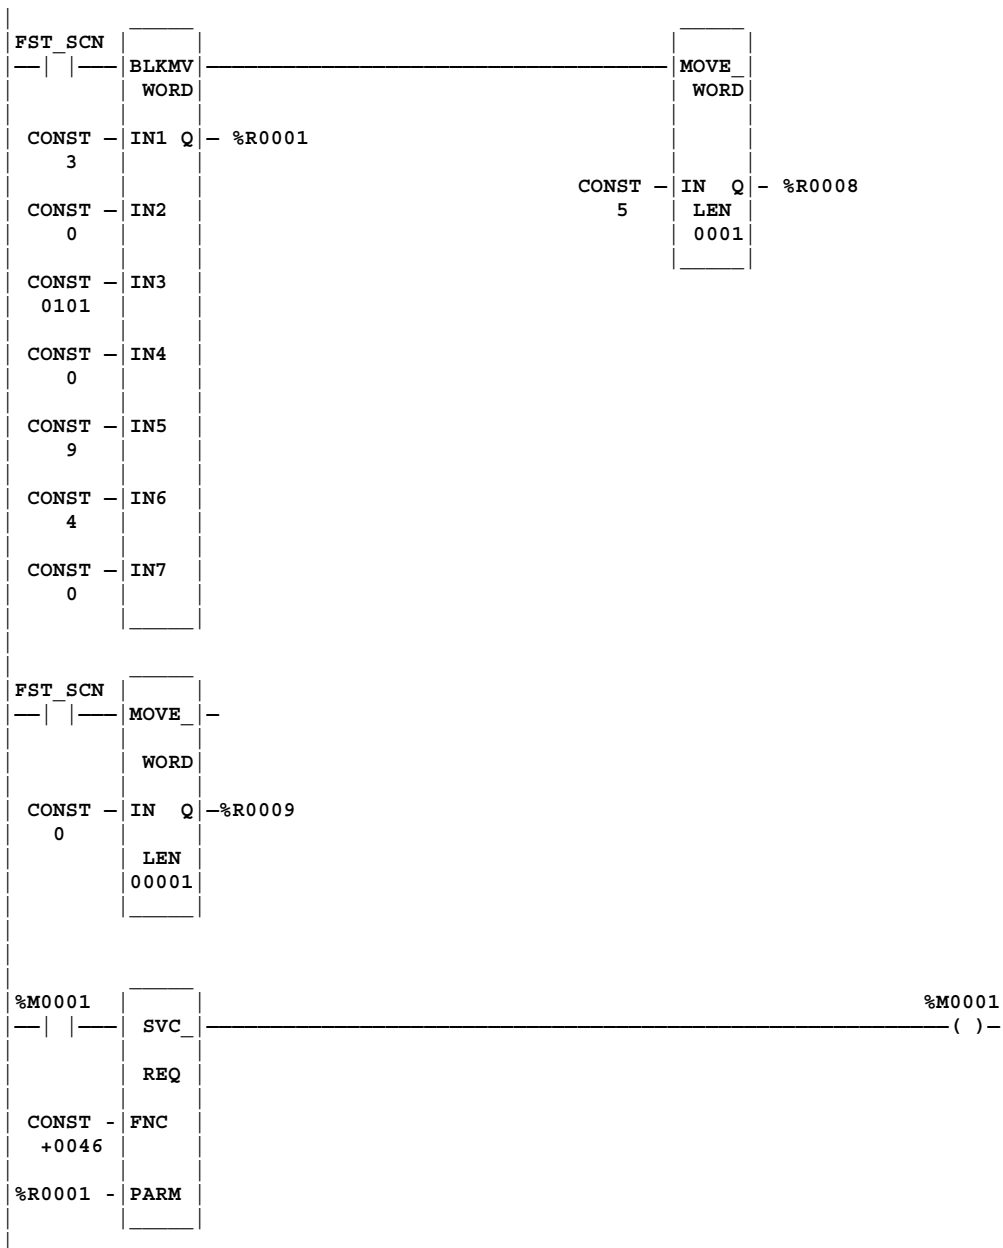 FST_SCN
BLKMV MOVE_
WORD WORD
CONST IN1 Q %R0001
3
CONST IN Q %R0008
CONST IN2 5 LEN
0 0001
CONST IN3
0101
CONST IN4
0
CONST IN5
9
CONST IN6
4
CONST IN7
0
FST_SCN
MOVE_
WORD
CONST IN Q %R0009
0
LEN
00001
%M0001 %M0001
SVC_ ( )
REQ
CONST FNC
+0046
%R0001 PARM